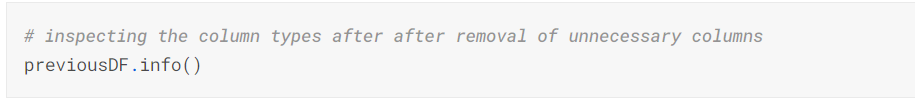 # inspecting the column types after after removal of unnecessary columns
previousDF.info()